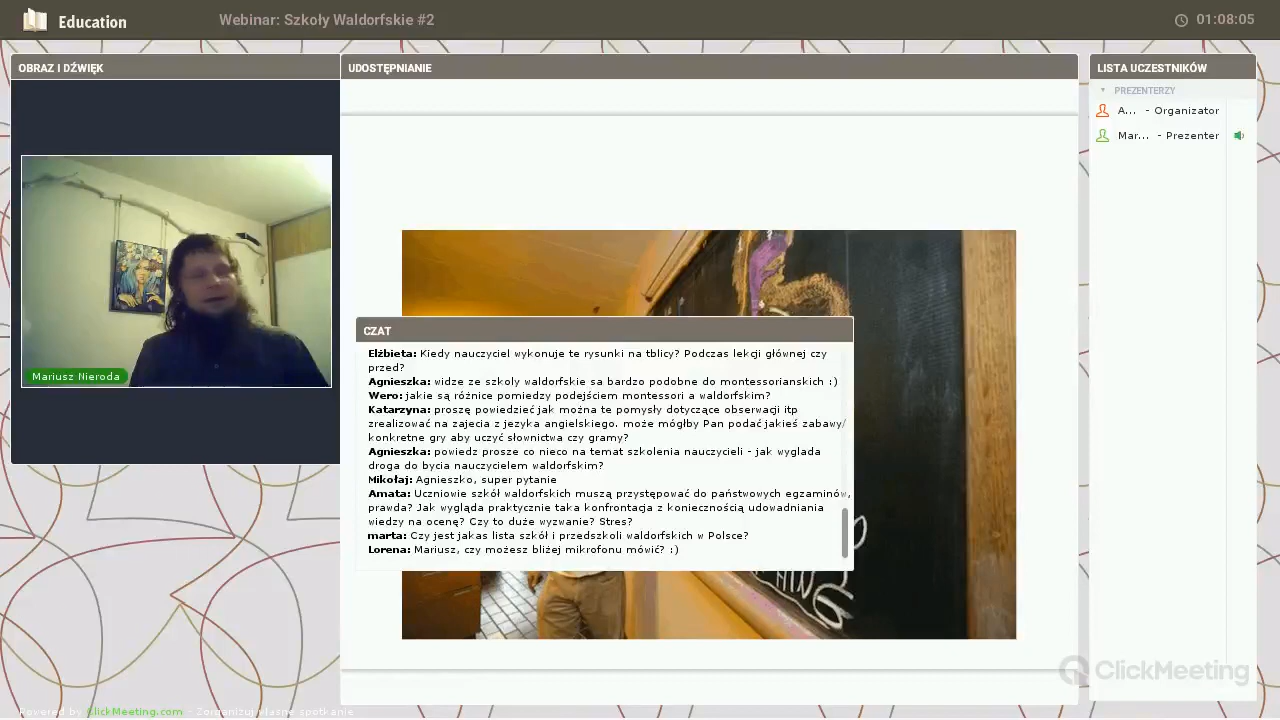 Education
Webinar: Szkoły Waldorfskie #2
01:08:05
OBRAZ I DŹWIĘK
UDOSTĘPNIANIE
LISTA UCZESTNIKÓW
PREZENTERZY
A... - Organizator
Mar... - Prezenter
Mariusz Nieroda
CZAT
Elżbieta: Kiedy nauczyciel wykonuje te rysunki na tblicy? Podczas lekcji głównej czy
przed?
Agnieszka: widze ze szkoly waldorfskie sa bardzo podobne do montessorianskich :)
Wero: jakie są różnice pomiedzy podejściem montessori a waldorfskim?
Katarzyna: proszę powiedzieć jak można te pomysły dotyczące obserwacji itp
zrealizować na zajecia z jezyka angielskiego. może mógłby Pan podać jakieś zabawy/
konkretne gry aby uczyć słownictwa czy gramy?
Agnieszka: powiedz prosze co nieco na temat szkolenia nauczycieli - jak wyglada
droga do bycia nauczycielem waldorfskim?
Mikołaj: Agnieszko, super pytanie
Amata: Uczniowie szkół waldorfskich muszą przystępować do państwowych egzaminów,
prawda? Jak wygląda praktycznie taka konfrontacja z koniecznością udowadniania
wiedzy na ocenę? Czy to duże wyzwanie? Stres?
marta: Czy jest jakas lista szkół i przedszkoli waldorfskich w Polsce?
Lorena: Mariusz, czy możesz bliżej mikrofonu mówić? :)
ClickMeeting
Powered by ClickMeeting.com - Zorganizuj własne spotkanie